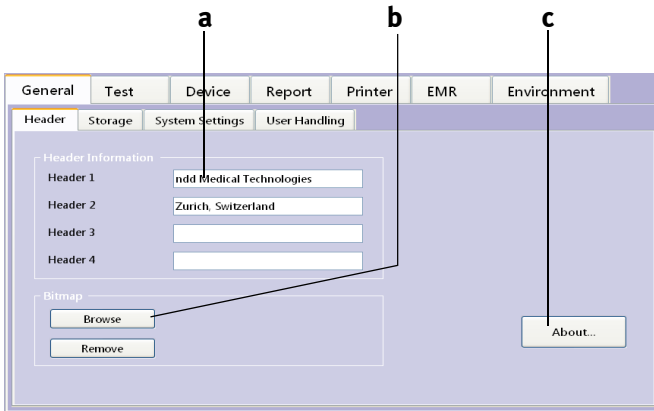 a b c
General Test Device Report Printer EMR Environment
Header Storage System Settings User Handling
Header Information
Header 1 ndd Medical Technologies
Header 2 Zurich, Switzerland
Header 3
Header 4
Bitmap
Browse
About...
Remove